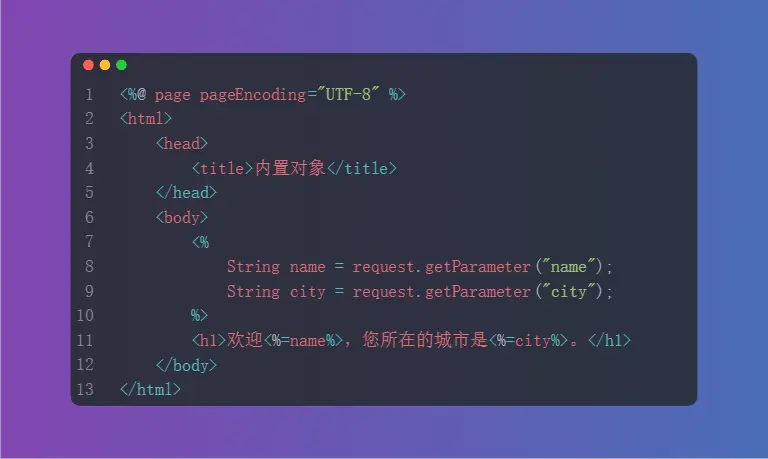 1 <%@ page pageEncoding="UTF-8" %>
2 <html>
3     <head>
4         <title>内置对象</title>
5     </head>
6     <body>
7         <%
8             String name = request.getParameter("name");
9             String city = request.getParameter("city");
10         %>
11         <h1>欢迎<%=name%>，您所在的城市是<%=city%>。</h1>
12     </body>
13 </html>